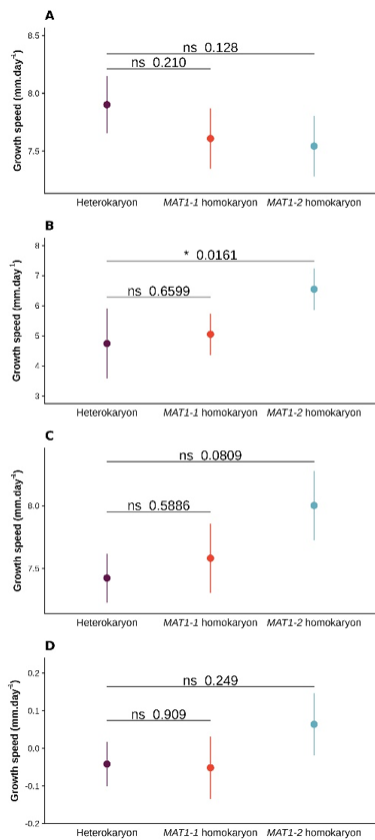 A
8.5
ns 0.128
ns 0.210
8.0
7.5
Growth speed (mm.day⁻¹)
Heterokaryon MAT1-1 homokaryon MAT1-2 homokaryon
B
8
* 0.0161
7
ns 0.6599
6
5
4
3
Growth speed (mm.day⁻¹)
Heterokaryon MAT1-1 homokaryon MAT1-2 homokaryon
C
ns 0.0809
8.0
ns 0.5886
7.5
Growth speed (mm.day⁻¹)
Heterokaryon MAT1-1 homokaryon MAT1-2 homokaryon
D
0.2
ns 0.249
0.1
ns 0.909
0.0
-0.1
-0.2
Growth speed (mm.day⁻¹)
Heterokaryon MAT1-1 homokaryon MAT1-2 homokaryon